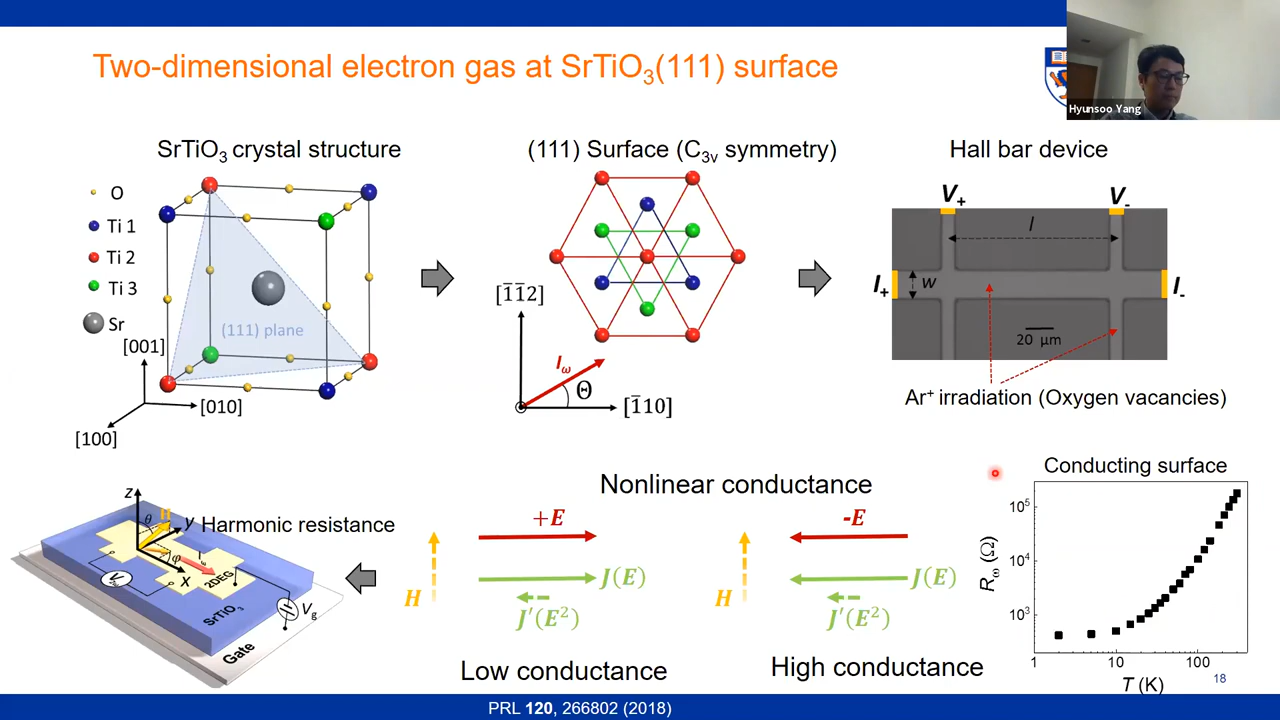 Two-dimensional electron gas at SrTiO₃(111) surface
Hyunsoo Yang
SrTiO₃ crystal structure
O
Ti 1
Ti 2
Ti 3
Sr
(111) plane
[001]
[010]
[100]
(111) Surface (C₃ᵥ symmetry)
[1̅1̅2]
I_ω
Θ
[1̅10]
Hall bar device
V₊
V₋
l
I₊
w
I₋
20 μm
Ar⁺ irradiation (Oxygen vacancies)
Harmonic resistance
z
θ
H
y
φ
x
2DEG
SrTiO₃
V_g
Gate
Nonlinear conductance
+E
H
J(E)
J′(E²)
Low conductance
-E
H
J(E)
J′(E²)
High conductance
Conducting surface
R_ω (Ω)
10⁵
10⁴
10³
1
10
100
T (K)
18
PRL 120, 266802 (2018)